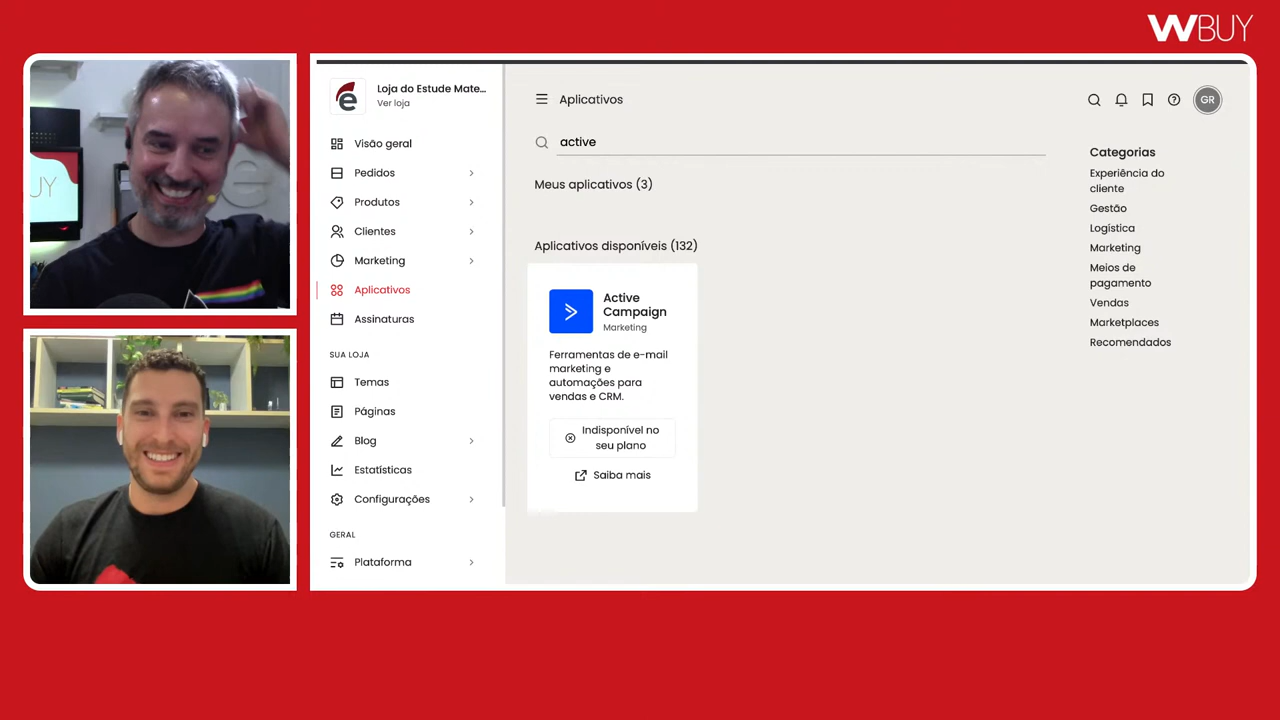 WBUY
UY
Loja do Estude Mate...
Ver loja
Visão geral
Pedidos
Produtos
Clientes
Marketing
Aplicativos
Assinaturas
SUA LOJA
Temas
Páginas
Blog
Estatísticas
Configurações
GERAL
Plataforma
Aplicativos
GR
active
Meus aplicativos (3)
Aplicativos disponíveis (132)
Active
Campaign
Marketing
Ferramentas de e-mail
marketing e
automações para
vendas e CRM.
Indisponível no
seu plano
Saiba mais
Categorias
Experiência do
cliente
Gestão
Logística
Marketing
Meios de
pagamento
Vendas
Marketplaces
Recomendados